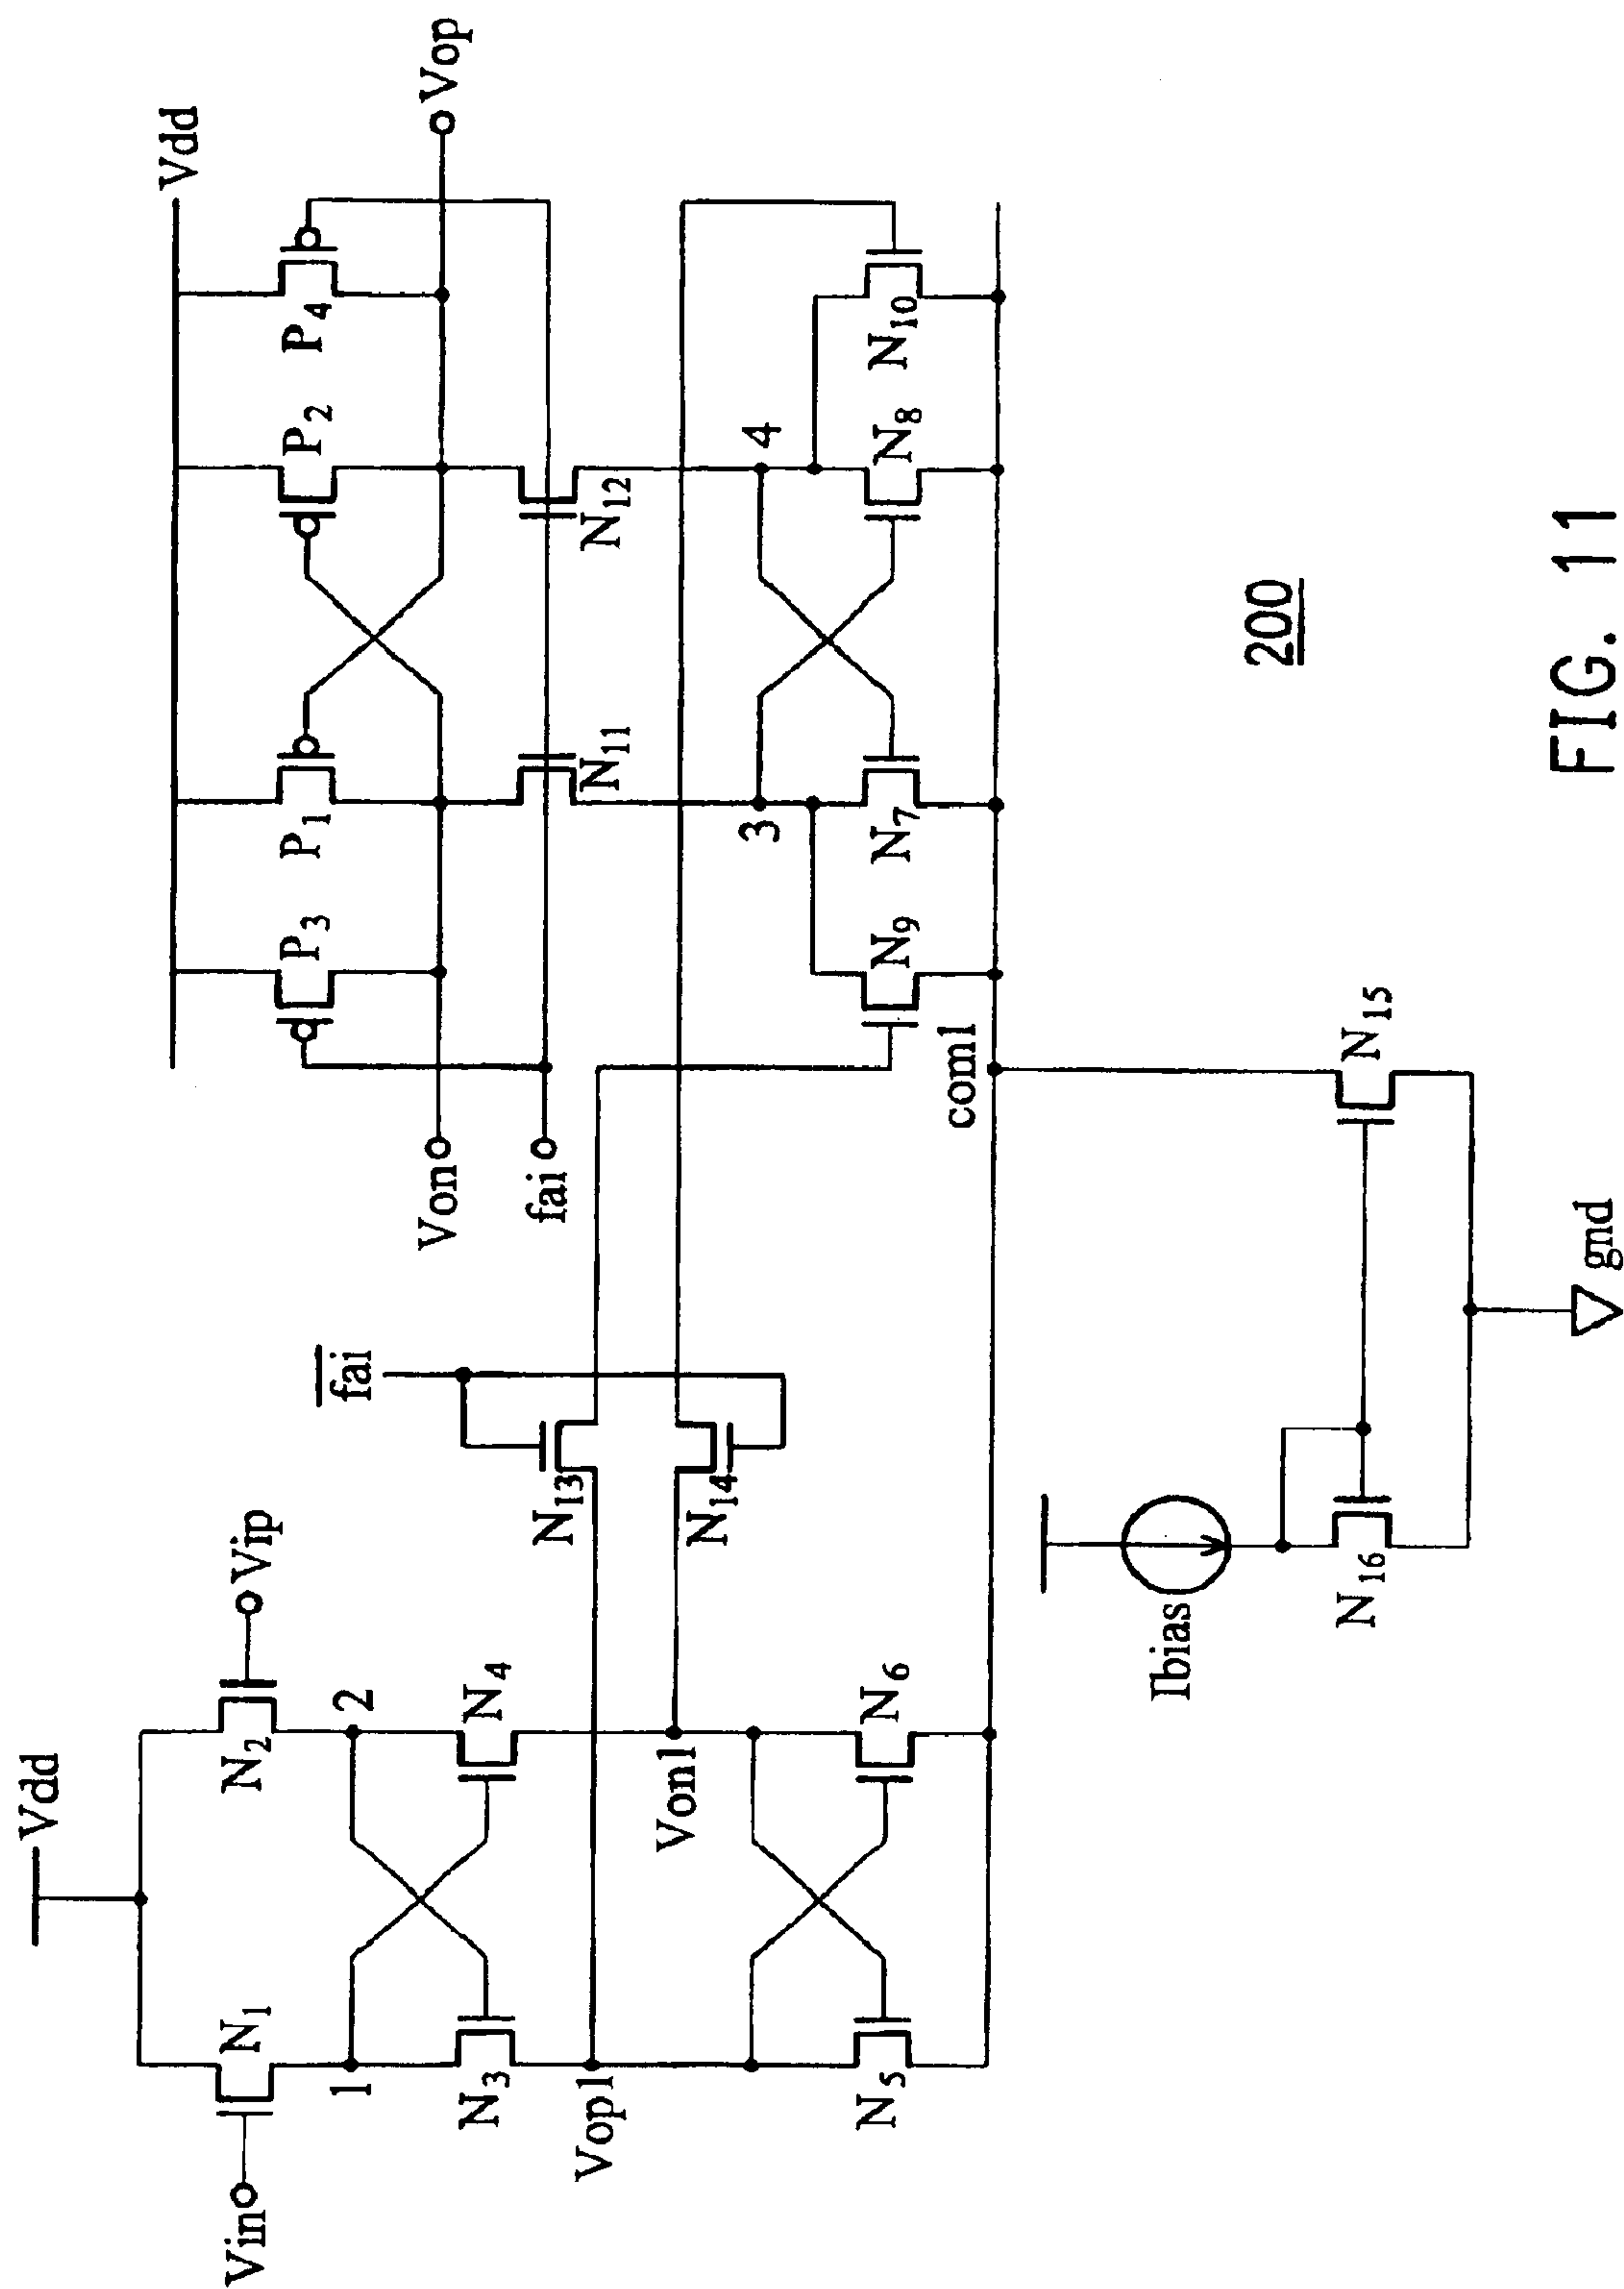 Vdd
Vin
N1
N2
Vip
1
2
N3
N4
Vop1
Von1
N5
N6
fai
N13
N14
Vdd
P3
P1
P2
P4
Von
Vop
fai
N11
N12
3
4
N9
N7
N8
N10
com1
Ibias
N16
N15
gnd
200
FIG. 11